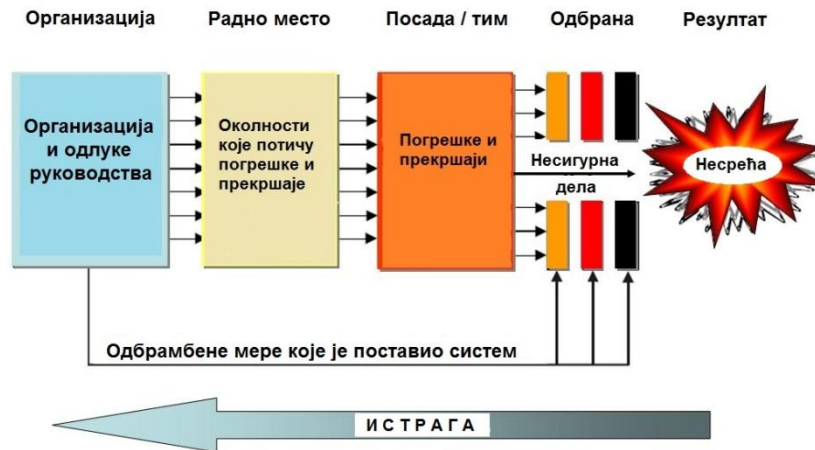 Организација
Радно место
Посада / тим
Одбрана
Резултат
Организација
и одлуке
руководства
Околности
које потичу
погрешке и
прекршаје
Погрешке и
прекршаји
Несигурна
дела
Несрећа
Одбрамбене мере које је поставио систем
И С Т Р А Г А